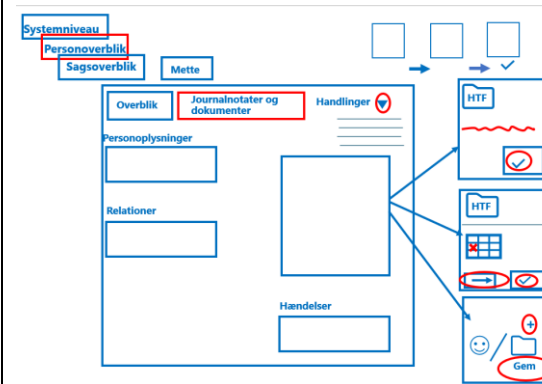 Systemniveau
Personoverblik
Sagsoverblik
Mette
Overblik
Journalnotater og
dokumenter
Handlinger
Personoplysninger
Relationer
Hændelser
HTF
HTF
+
Gem